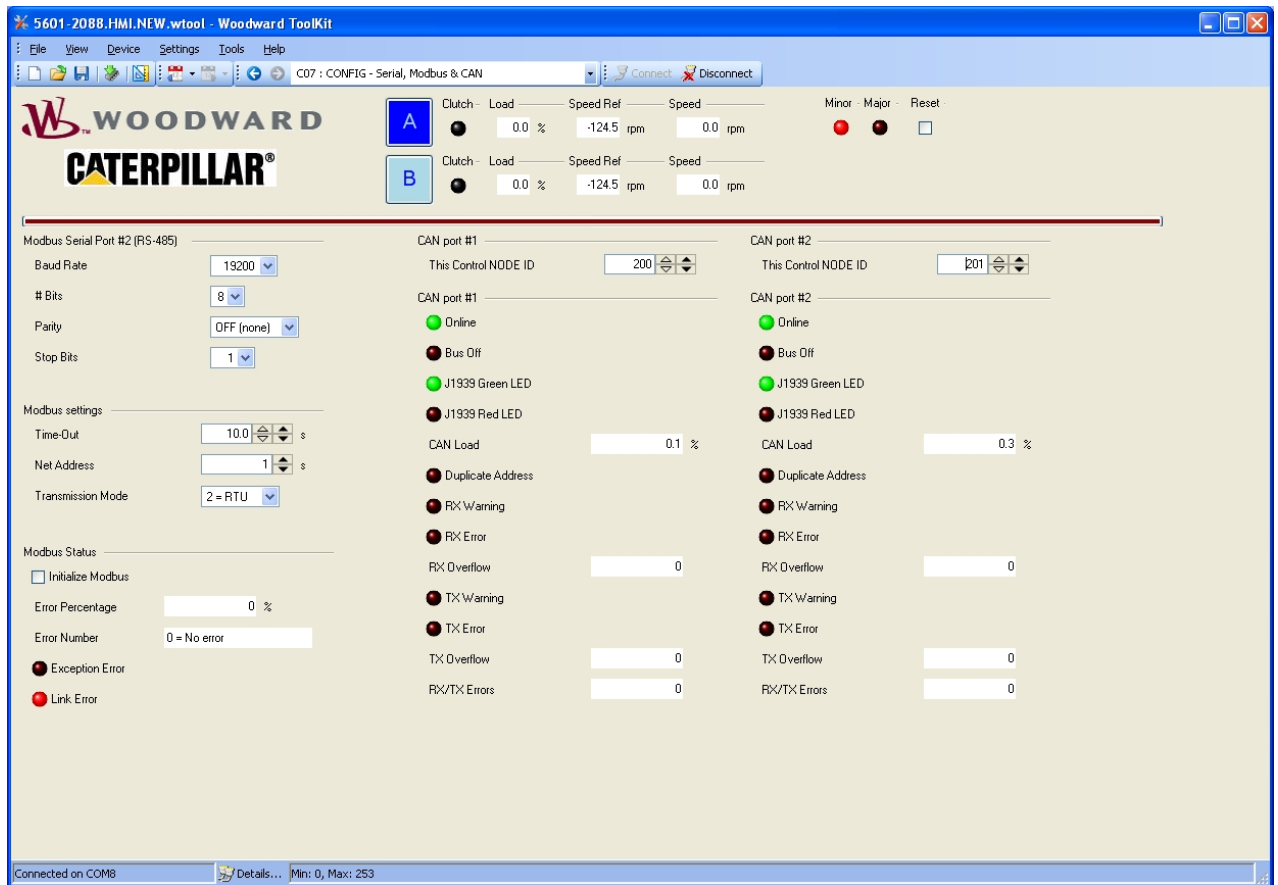 5601-2088.HMI.NEW.wtool - Woodward ToolKit
File View Device Settings Tools Help
C07 : CONFIG - Serial, Modbus & CAN Connect Disconnect
WOODWARD
CATERPILLAR®
A
Clutch Load Speed Ref Speed
0.0 % -124.5 rpm 0.0 rpm
Minor Major Reset
B
Clutch Load Speed Ref Speed
0.0 % -124.5 rpm 0.0 rpm
Modbus Serial Port #2 (RS-485)
Baud Rate 19200
# Bits 8
Parity OFF (none)
Stop Bits 1
Modbus settings
Time-Out 10.0 s
Net Address 1 s
Transmission Mode 2 = RTU
Modbus Status
Initialize Modbus
Error Percentage 0 %
Error Number 0 = No error
Exception Error
Link Error
CAN port #1
This Control NODE ID 200
CAN port #1
Online
Bus Off
J1939 Green LED
J1939 Red LED
CAN Load 0.1 %
Duplicate Address
RX Warning
RX Error
RX Overflow 0
TX Warning
TX Error
TX Overflow 0
RX/TX Errors 0
CAN port #2
This Control NODE ID 201
CAN port #2
Online
Bus Off
J1939 Green LED
J1939 Red LED
CAN Load 0.3 %
Duplicate Address
RX Warning
RX Error
RX Overflow 0
TX Warning
TX Error
TX Overflow 0
RX/TX Errors 0
Connected on COM8 Details... Min: 0, Max: 253